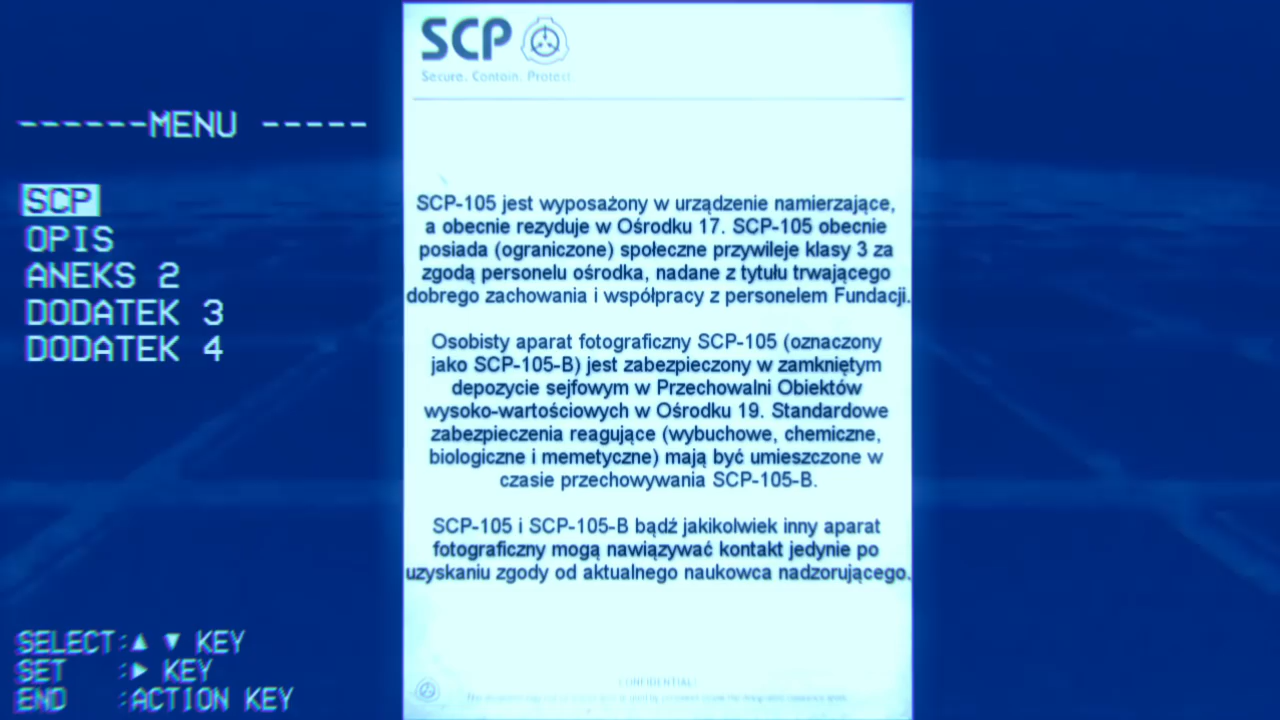 SCP
Secure. Contain. Protect.
------MENU -----
SCP
OPIS
ANEKS 2
DODATEK 3
DODATEK 4
SCP-105 jest wyposażony w urządzenie namierzające,
a obecnie rezyduje w Ośrodku 17. SCP-105 obecnie
posiada (ograniczone) społeczne przywileje klasy 3 za
zgodą personelu ośrodka, nadane z tytułu trwającego
dobrego zachowania i współpracy z personelem Fundacji.
Osobisty aparat fotograficzny SCP-105 (oznaczony
jako SCP-105-B) jest zabezpieczony w zamkniętym
depozycie sejfowym w Przechowalni Obiektów
wysoko-wartościowych w Ośrodku 19. Standardowe
zabezpieczenia reagujące (wybuchowe, chemiczne,
biologiczne i memetyczne) mają być umieszczone w
czasie przechowywania SCP-105-B.
SCP-105 i SCP-105-B bądź jakikolwiek inny aparat
fotograficzny mogą nawiązywać kontakt jedynie po
uzyskaniu zgody od aktualnego naukowca nadzorującego.
SELECT:▲ ▼ KEY
SET :► KEY
END :ACTION KEY
CONFIDENTIAL!